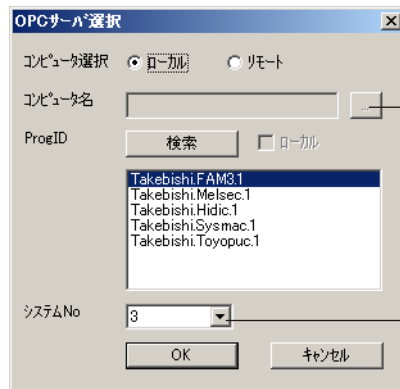 OPCサーバ選択
コンピュータ選択 ローカル リモート
コンピュータ名 ...
ProgID 検索 ローカル
Takebishi.FAM3.1
Takebishi.Melsec.1
Takebishi.Hidic.1
Takebishi.Sysmac.1
Takebishi.Toyopuc.1
システムNo 3
OK キャンセル